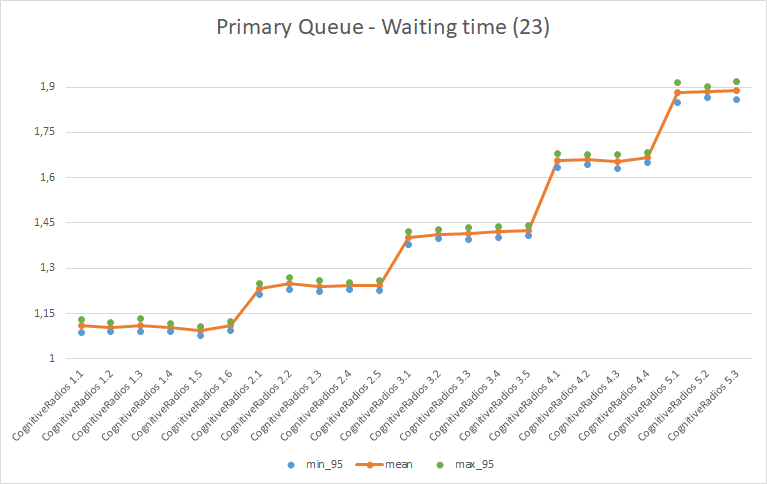 Primary Queue - Waiting time (23)
1,9
1,75
1,6
1,45
1,3
1,15
1
CognitiveRadios 1.1
CognitiveRadios 1.2
CognitiveRadios 1.3
CognitiveRadios 1.4
CognitiveRadios 1.5
CognitiveRadios 1.6
CognitiveRadios 2.1
CognitiveRadios 2.2
CognitiveRadios 2.3
CognitiveRadios 2.4
CognitiveRadios 2.5
CognitiveRadios 3.1
CognitiveRadios 3.2
CognitiveRadios 3.3
CognitiveRadios 3.4
CognitiveRadios 3.5
CognitiveRadios 4.1
CognitiveRadios 4.2
CognitiveRadios 4.3
CognitiveRadios 4.4
CognitiveRadios 5.1
CognitiveRadios 5.2
CognitiveRadios 5.3
min_95 mean max_95